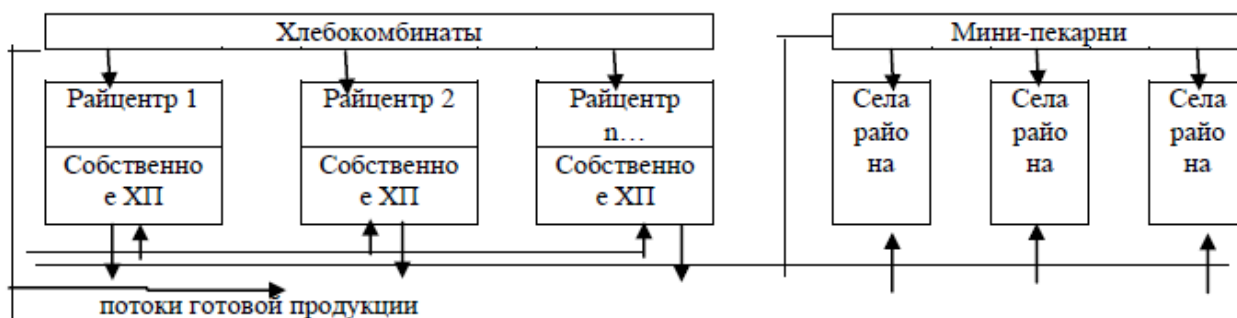 Хлебокомбинаты
Мини-пекарни
Райцентр 1
Райцентр 2
Райцентр
n…
Собственно
е ХП
Собственно
е ХП
Собственно
е ХП
Села
райо
на
Села
райо
на
Села
райо
на
потоки готовой продукции